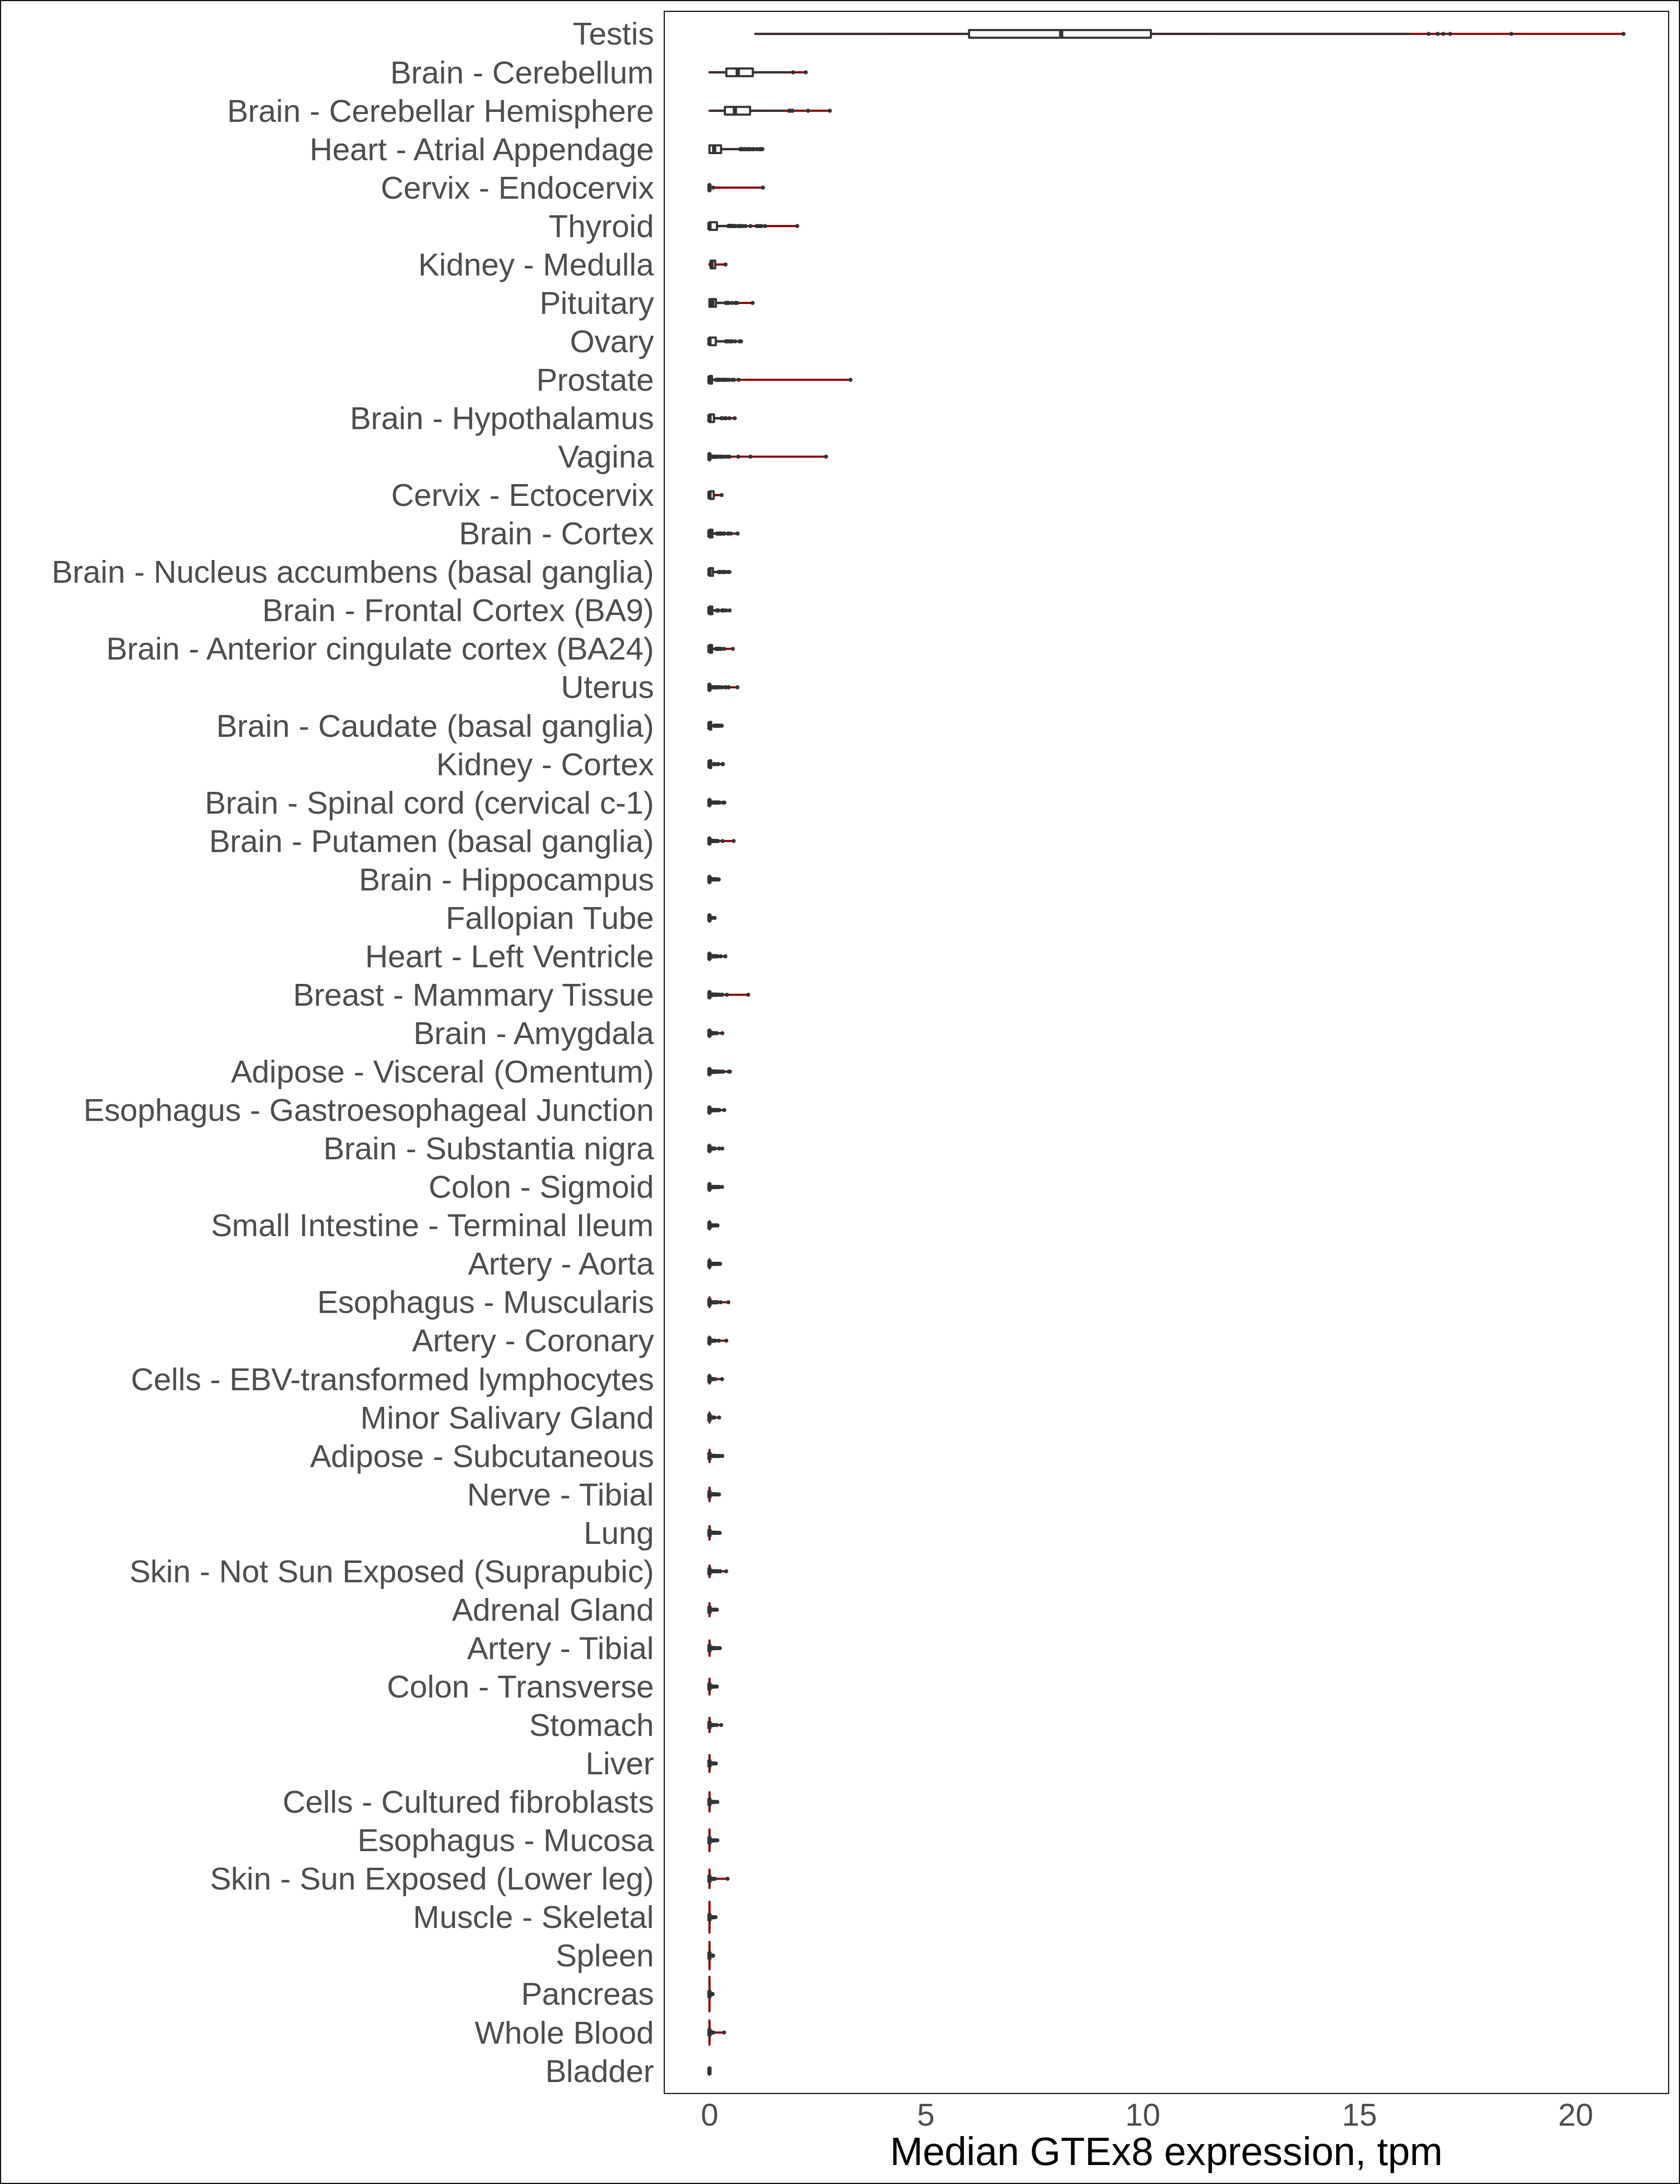 Testis
Brain - Cerebellum
Brain - Cerebellar Hemisphere
Heart - Atrial Appendage
Cervix - Endocervix
Thyroid
Kidney - Medulla
Pituitary
Ovary
Prostate
Brain - Hypothalamus
Vagina
Cervix - Ectocervix
Brain - Cortex
Brain - Nucleus accumbens (basal ganglia)
Brain - Frontal Cortex (BA9)
Brain - Anterior cingulate cortex (BA24)
Uterus
Brain - Caudate (basal ganglia)
Kidney - Cortex
Brain - Spinal cord (cervical c-1)
Brain - Putamen (basal ganglia)
Brain - Hippocampus
Fallopian Tube
Heart - Left Ventricle
Breast - Mammary Tissue
Brain - Amygdala
Adipose - Visceral (Omentum)
Esophagus - Gastroesophageal Junction
Brain - Substantia nigra
Colon - Sigmoid
Small Intestine - Terminal Ileum
Artery - Aorta
Esophagus - Muscularis
Artery - Coronary
Cells - EBV-transformed lymphocytes
Minor Salivary Gland
Adipose - Subcutaneous
Nerve - Tibial
Lung
Skin - Not Sun Exposed (Suprapubic)
Adrenal Gland
Artery - Tibial
Colon - Transverse
Stomach
Liver
Cells - Cultured fibroblasts
Esophagus - Mucosa
Skin - Sun Exposed (Lower leg)
Muscle - Skeletal
Spleen
Pancreas
Whole Blood
Bladder
0 5 10 15 20
Median GTEx8 expression, tpm